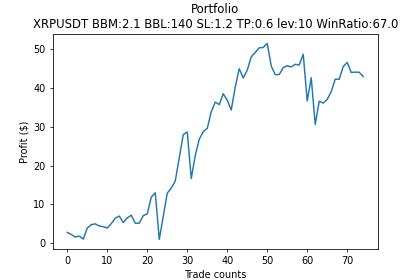 Portfolio
XRPUSDT BBM:2.1 BBL:140 SL:1.2 TP:0.6 lev:10 WinRatio:67.0
50
40
30
20
10
0
Profit ($)
0 10 20 30 40 50 60 70
Trade counts